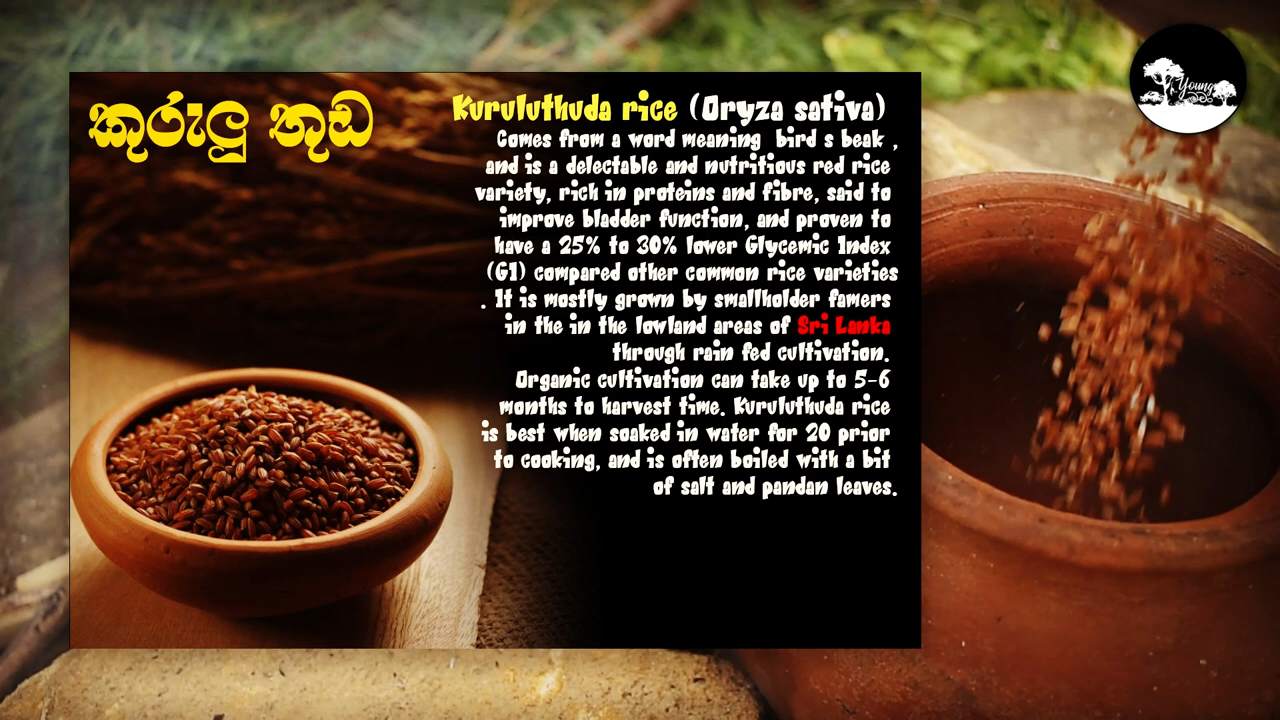 කුරුලු තුඩ
Kuruluthuda rice (Oryza sativa)
Comes from a word meaning bird s beak ,
and is a delectable and nutritious red rice
variety, rich in proteins and fibre, said to
improve bladder function, and proven to
have a 25% to 30% lower Glycemic Index
(GI) compared other common rice varieties
. It is mostly grown by smallholder famers
in the in the lowland areas of Sri Lanka
through rain fed cultivation.
Organic cultivation can take up to 5-6
months to harvest time. Kuruluthuda rice
is best when soaked in water for 20 prior
to cooking, and is often boiled with a bit
of salt and pandan leaves.
Young